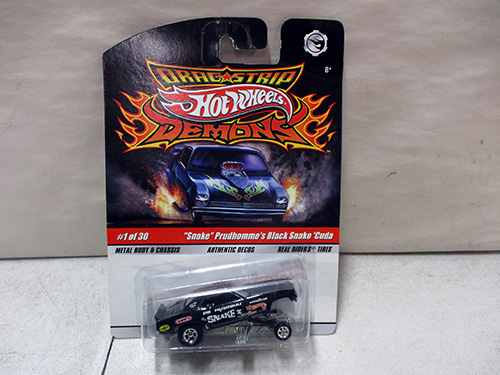 DRAG STRIP
Hot Wheels
DEMONS
8+
#1 of 30
"Snake" Prudhomme's Black Snake 'Cuda
METAL BODY & CHASSIS AUTHENTIC DECOS REAL RIDERS® TIRES
SNAKE